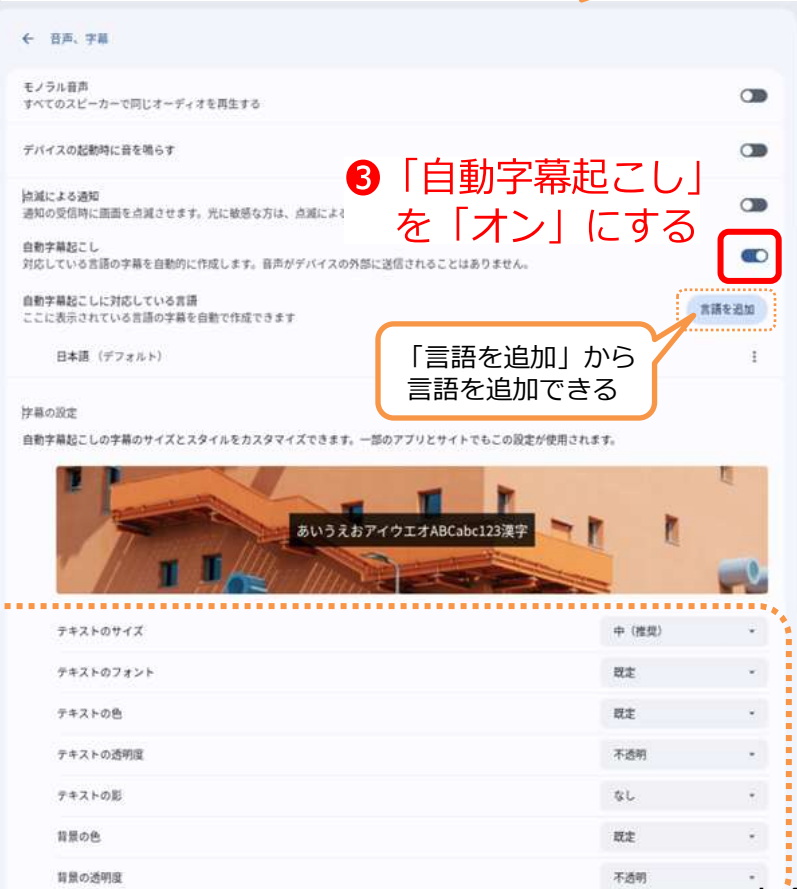 ← 音声、字幕
モノラル音声
すべてのスピーカーで同じオーディオを再生する
デバイスの起動時に音を鳴らす
❸「自動字幕起こし」
を「オン」にする
点滅による通知
通知の受信時に画面を点滅させます。光に敏感な方は、点滅による
自動字幕起こし
対応している言語の字幕を自動的に作成します。音声がデバイスの外部に送信されることはありません。
自動字幕起こしに対応している言語
ここに表示されている言語の字幕を自動で作成できます
言語を追加
日本語（デフォルト）
「言語を追加」から
言語を追加できる
字幕の設定
自動字幕起こしの字幕のサイズとスタイルをカスタマイズできます。一部のアプリとサイトでもこの設定が使用されます。
あいうえおアイウエオABCabc123漢字
テキストのサイズ 中（推奨）
テキストのフォント 既定
テキストの色 既定
テキストの透明度 不透明
テキストの影 なし
背景の色 既定
背景の透明度 不透明